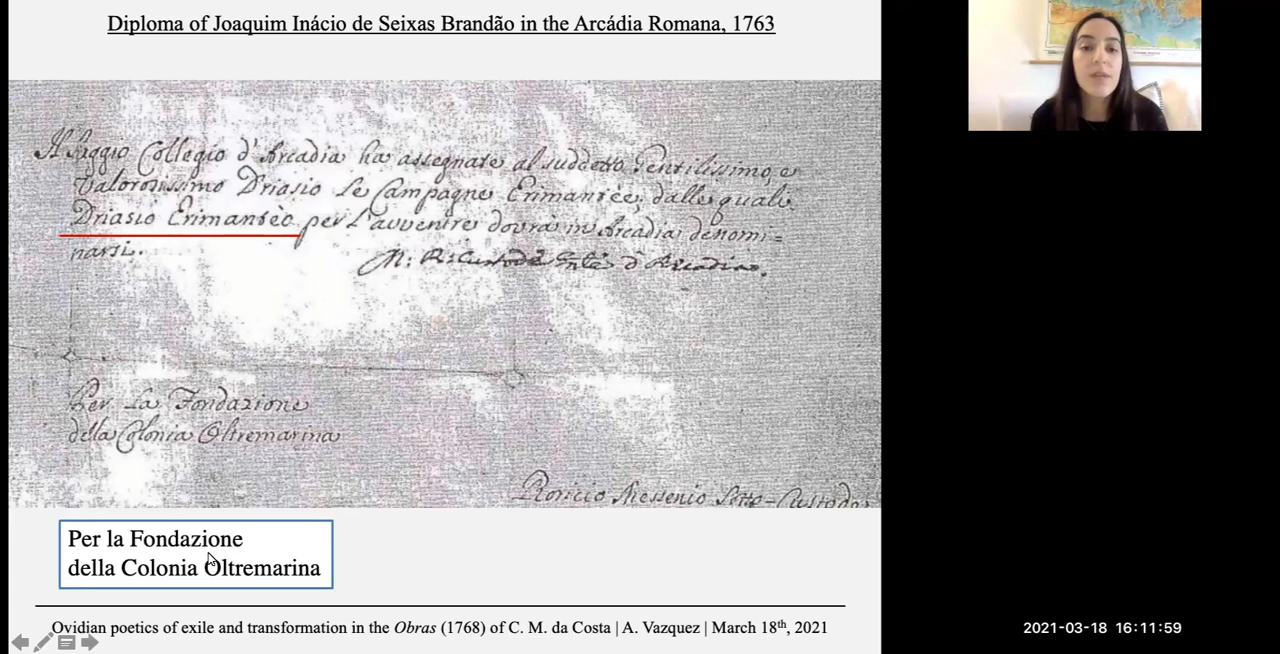 Diploma of Joaquim Inácio de Seixas Brandão in the Arcádia Romana, 1763
Il Saggio Collegio d'Arcadia ha assegnate al suddetto Gentilissimo, e
Valorosissimo Driasio le Campagne Erimantèe, dalle quali
Driasio Erimantèo per l'avvenire dovrà in Arcadia denomi=
narsi.
d'Arcadia.
Per la Fondazione
della Colonia Oltremarina
Messenio Sotto-Custode
Per la Fondazione
della Colonia Oltremarina
Ovidian poetics of exile and transformation in the Obras (1768) of C. M. da Costa | A. Vazquez | March 18th, 2021
2021-03-18 16:11:59